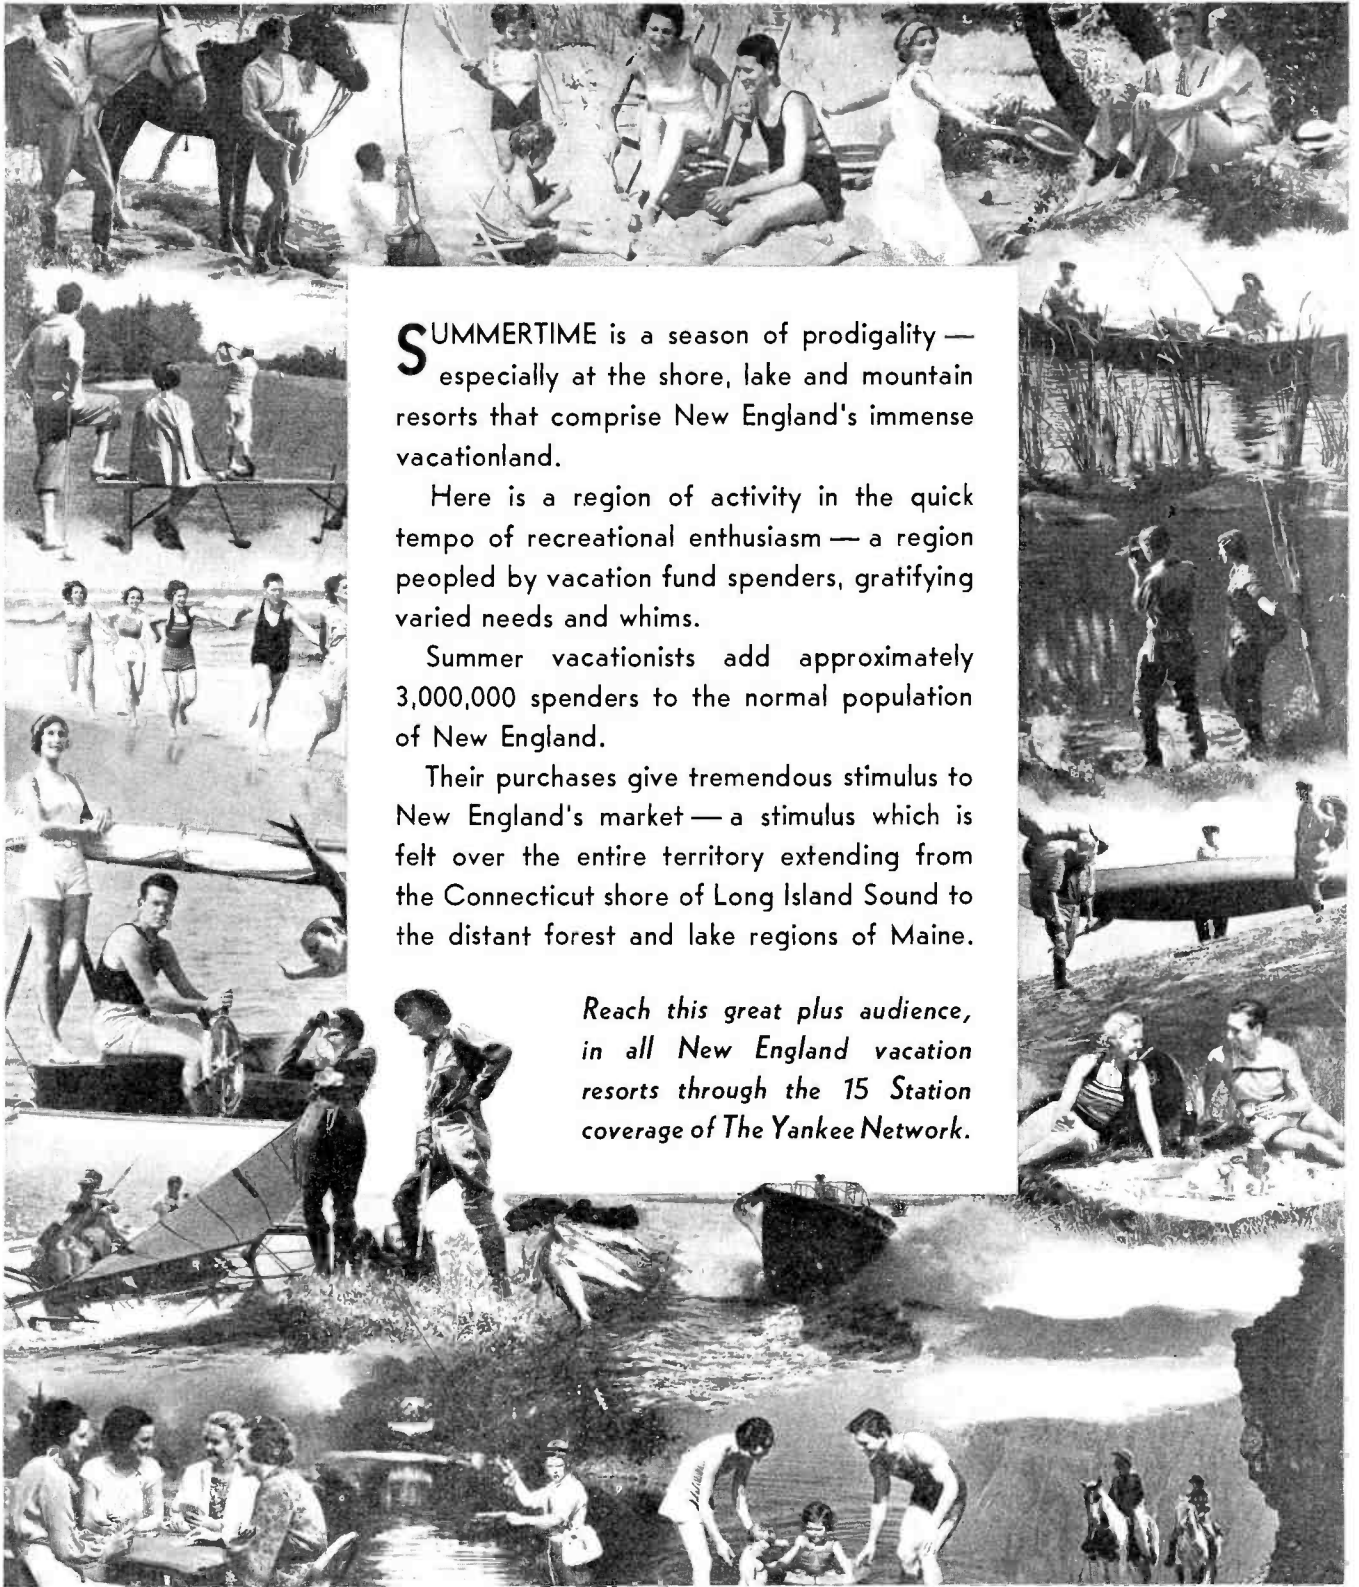 SUMMERTIME is a season of prodigality —
especially at the shore, lake and mountain
resorts that comprise New England's immense
vacationland.
Here is a region of activity in the quick
tempo of recreational enthusiasm — a region
peopled by vacation fund spenders, gratifying
varied needs and whims.
Summer vacationists add approximately
3,000,000 spenders to the normal population
of New England.
Their purchases give tremendous stimulus to
New England's market — a stimulus which is
felt over the entire territory extending from
the Connecticut shore of Long Island Sound to
the distant forest and lake regions of Maine.
Reach this great plus audience,
in all New England vacation
resorts through the 15 Station
coverage of The Yankee Network.